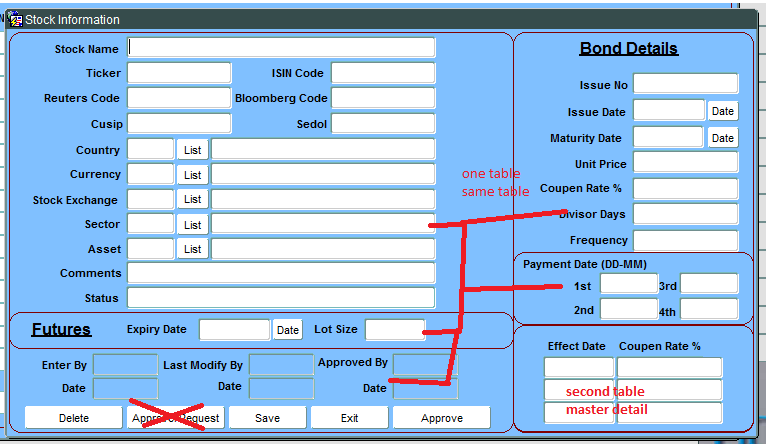 Stock Information
Stock Name
Ticker ISIN Code
Reuters Code Bloomberg Code
Cusip Sedol
Country List
Currency List
Stock Exchange List
Sector List
Asset List
Comments
Status
Futures Expiry Date Date Lot Size
Enter By Last Modify By Approved By
Date Date Date
Delete Approve Request Save Exit Approve
one table
same table
Bond Details
Issue No
Issue Date Date
Maturity Date Date
Unit Price
Coupen Rate %
Divisor Days
Frequency
Payment Date (DD-MM)
1st 3rd
2nd 4th
Effect Date Coupen Rate %
second table
master detail